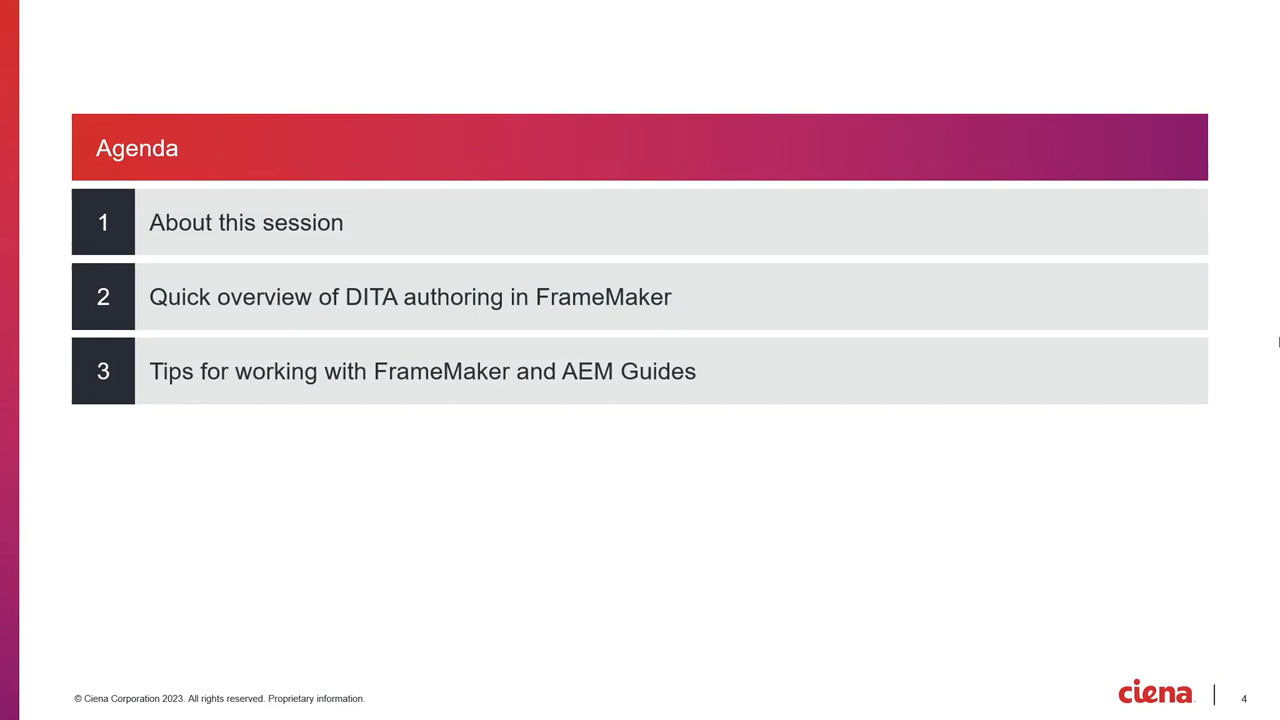 Agenda
1 About this session
2 Quick overview of DITA authoring in FrameMaker
3 Tips for working with FrameMaker and AEM Guides
© Ciena Corporation 2023. All rights reserved. Proprietary information.
ciena
4